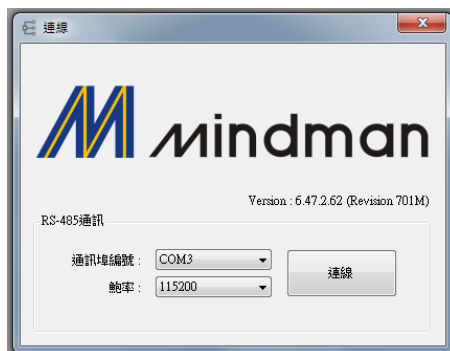 連線
mindman
Version : 6.47.2.62 (Revision 701M)
RS-485通訊
通訊埠編號 : COM3
鮑率 : 115200
連線